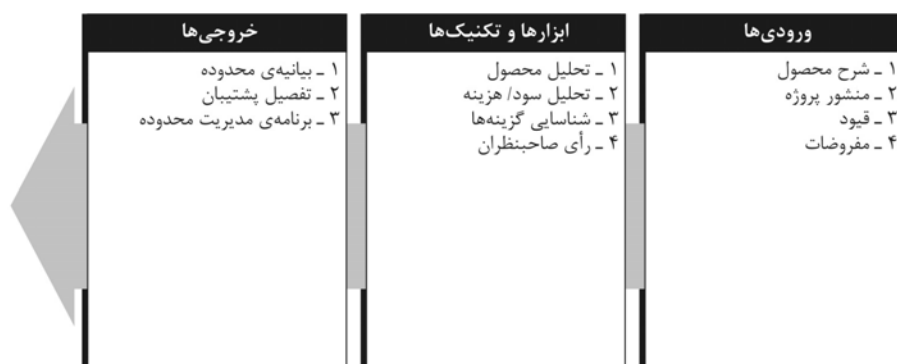 ورودی‌ها
۱ ـ شرح محصول
۲ ـ منشور پروژه
۳ ـ قیود
۴ ـ مفروضات
ابزارها و تکنیک‌ها
۱ ـ تحلیل محصول
۲ ـ تحلیل سود/ هزینه
۳ ـ شناسایی گزینه‌ها
۴ ـ رأی صاحبنظران
خروجی‌ها
۱ ـ بیانیه‌ی محدوده
۲ ـ تفصیل پشتیبان
۳ ـ برنامه‌ی مدیریت محدوده